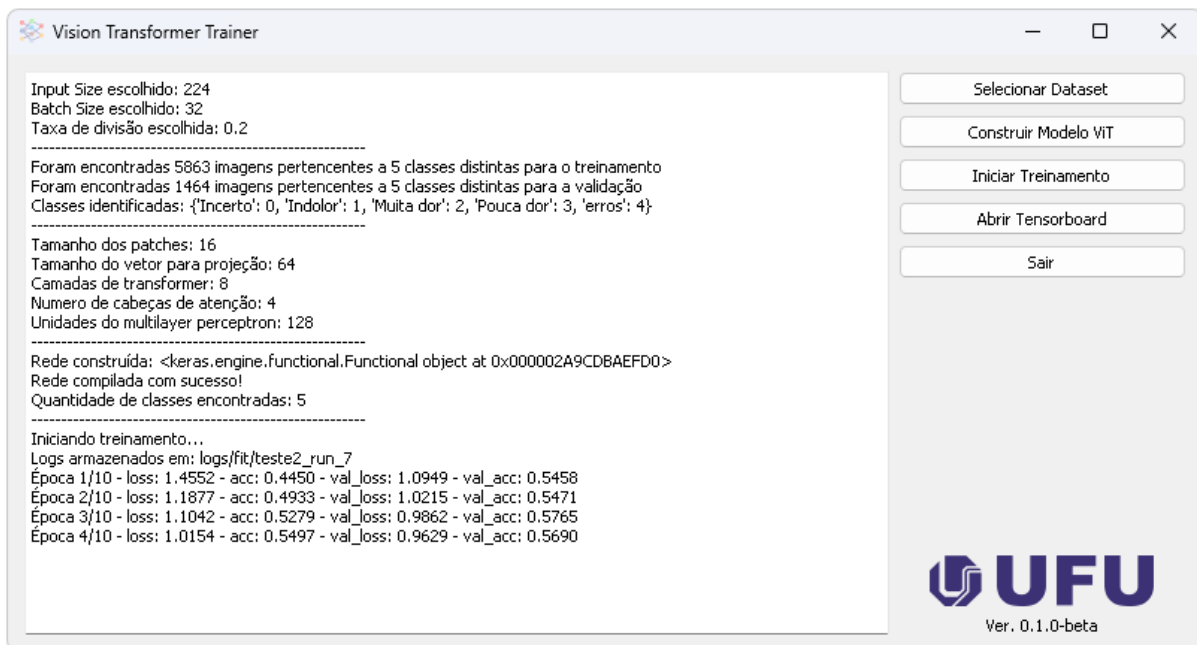 Vision Transformer Trainer
Input Size escolhido: 224
Batch Size escolhido: 32
Taxa de divisão escolhida: 0.2
--------------------------------------------------------
Foram encontradas 5863 imagens pertencentes a 5 classes distintas para o treinamento
Foram encontradas 1464 imagens pertencentes a 5 classes distintas para a validação
Classes identificadas: {'Incerto': 0, 'Indolor': 1, 'Muita dor': 2, 'Pouca dor': 3, 'erros': 4}
--------------------------------------------------------
Tamanho dos patches: 16
Tamanho do vetor para projeção: 64
Camadas de transformer: 8
Numero de cabeças de atenção: 4
Unidades do multilayer perceptron: 128
--------------------------------------------------------
Rede construída: <keras.engine.functional.Functional object at 0x000002A9CDBAEFD0>
Rede compilada com sucesso!
Quantidade de classes encontradas: 5
--------------------------------------------------------
Iniciando treinamento...
Logs armazenados em: logs/fit/teste2_run_7
Época 1/10 - loss: 1.4552 - acc: 0.4450 - val_loss: 1.0949 - val_acc: 0.5458
Época 2/10 - loss: 1.1877 - acc: 0.4933 - val_loss: 1.0215 - val_acc: 0.5471
Época 3/10 - loss: 1.1042 - acc: 0.5279 - val_loss: 0.9862 - val_acc: 0.5765
Época 4/10 - loss: 1.0154 - acc: 0.5497 - val_loss: 0.9629 - val_acc: 0.5690
Selecionar Dataset
Construir Modelo ViT
Iniciar Treinamento
Abrir Tensorboard
Sair
UFU
Ver. 0.1.0-beta